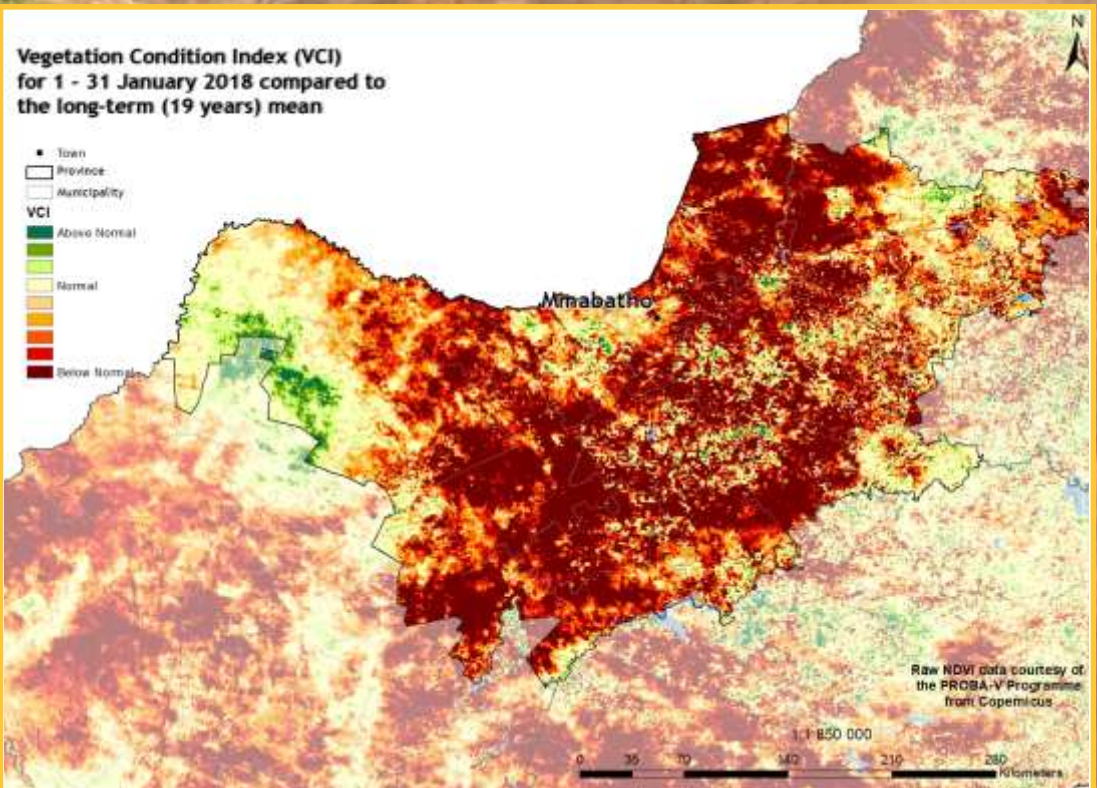 Vegetation Condition Index (VCI)
for 1 - 31 January 2018 compared to
the long-term (19 years) mean
N
Town
Province
Municipality
VCI
Above Normal
Normal
Below Normal
Mmabatho
Raw NDVI data courtesy of
the PROBA-V Programme
from Copernicus
1:1 850 000
0 35 70 140 210 280
Kilometers